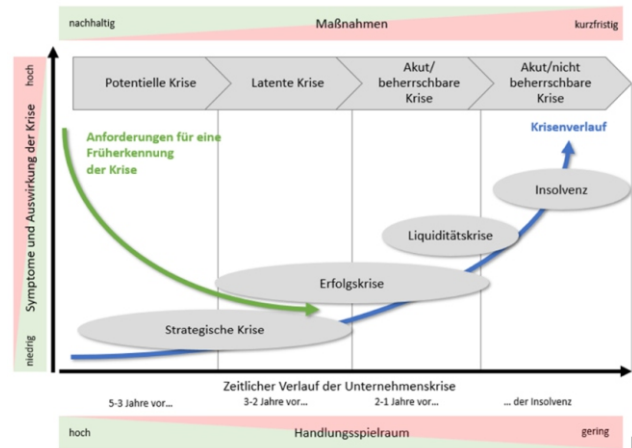 nachhaltig Maßnahmen kurzfristig
hoch
Symptome und Auswirkung der Krise
niedrig
Potentielle Krise
Latente Krise
Akut/
beherrschbare
Krise
Akut/nicht
beherrschbare
Krise
Anforderungen für eine
Früherkennung
der Krise
Krisenverlauf
Insolvenz
Liquiditätskrise
Erfolgskrise
Strategische Krise
Zeitlicher Verlauf der Unternehmenskrise
5-3 Jahre vor... 3-2 Jahre vor... 2-1 Jahre vor... ... der Insolvenz
hoch Handlungsspielraum gering